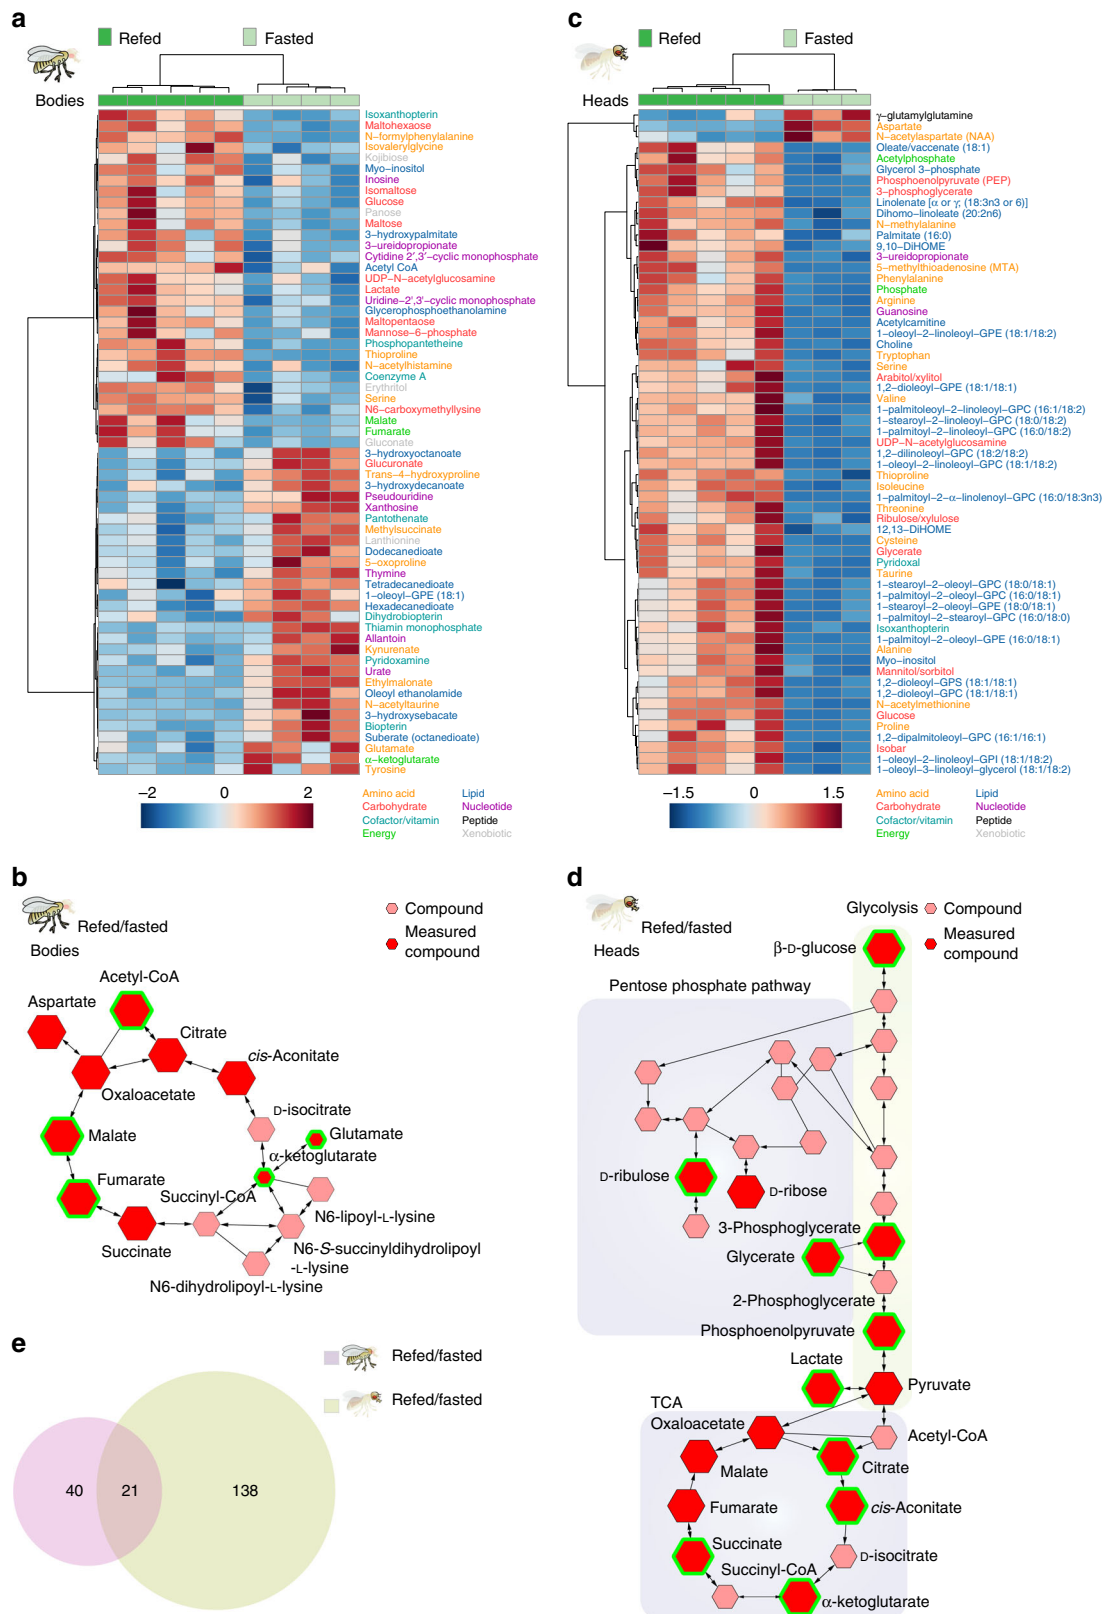 a
Refed
Fasted
Bodies
Isoxanthopterin
Maltohexaose
N−formylphenylalanine
Isovalerylglycine
Kojibiose
Myo−inositol
Inosine
Isomaltose
Glucose
Panose
Maltose
3−hydroxypalmitate
3−ureidopropionate
Cytidine 2′,3′−cyclic monophosphate
Acetyl CoA
UDP−N−acetylglucosamine
Lactate
Uridine−2′,3′−cyclic monophosphate
Glycerophosphoethanolamine
Maltopentaose
Mannose−6−phosphate
Phosphopantetheine
Thioproline
N−acetylhistamine
Coenzyme A
Erythritol
Serine
N6−carboxymethyllysine
Malate
Fumarate
Gluconate
3−hydroxyoctanoate
Glucuronate
Trans−4−hydroxyproline
3−hydroxydecanoate
Pseudouridine
Xanthosine
Pantothenate
Methylsuccinate
Lanthionine
Dodecanedioate
5−oxoproline
Thymine
Tetradecanedioate
1−oleoyl−GPE (18:1)
Hexadecanedioate
Dihydrobiopterin
Thiamin monophosphate
Allantoin
Kynurenate
Pyridoxamine
Urate
Ethylmalonate
Oleoyl ethanolamide
N−acetyltaurine
3−hydroxysebacate
Biopterin
Suberate (octanedioate)
Glutamate
α−ketoglutarate
Tyrosine
−2
0
2
Amino acid
Carbohydrate
Cofactor/vitamin
Energy
Lipid
Nucleotide
Peptide
Xenobiotic
c
Refed
Fasted
Heads
γ−glutamylglutamine
Aspartate
N−acetylaspartate (NAA)
Oleate/vaccenate (18:1)
Acetylphosphate
Glycerol 3−phosphate
Phosphoenolpyruvate (PEP)
3−phosphoglycerate
Linolenate [α or γ; (18:3n3 or 6)]
Dihomo−linoleate (20:2n6)
N−methylalanine
Palmitate (16:0)
9,10−DiHOME
3−ureidopropionate
5−methylthioadenosine (MTA)
Phenylalanine
Phosphate
Arginine
Guanosine
Acetylcarnitine
1−oleoyl−2−linoleoyl−GPE (18:1/18:2)
Choline
Tryptophan
Serine
Arabitol/xylitol
1,2−dioleoyl−GPE (18:1/18:1)
Valine
1−palmitoleoyl−2−linoleoyl−GPC (16:1/18:2)
1−stearoyl−2−linoleoyl−GPC (18:0/18:2)
1−palmitoyl−2−linoleoyl−GPC (16:0/18:2)
UDP−N−acetylglucosamine
1,2−dilinoleoyl−GPC (18:2/18:2)
1−oleoyl−2−linoleoyl−GPC (18:1/18:2)
Thioproline
Isoleucine
1−palmitoyl−2−α−linolenoyl−GPC (16:0/18:3n3)
Threonine
Ribulose/xylulose
12,13−DiHOME
Cysteine
Glycerate
Pyridoxal
Taurine
1−stearoyl−2−oleoyl−GPC (18:0/18:1)
1−palmitoyl−2−oleoyl−GPC (16:0/18:1)
1−stearoyl−2−oleoyl−GPE (18:0/18:1)
1−palmitoyl−2−stearoyl−GPC (16:0/18:0)
Isoxanthopterin
1−palmitoyl−2−oleoyl−GPE (16:0/18:1)
Alanine
Myo−inositol
Mannitol/sorbitol
1,2−dioleoyl−GPS (18:1/18:1)
1,2−dioleoyl−GPC (18:1/18:1)
N−acetylmethionine
Glucose
Proline
1,2−dipalmitoleoyl−GPC (16:1/16:1)
Isobar
1−oleoyl−2−linoleoyl−GPI (18:1/18:2)
1−oleoyl−3−linoleoyl−glycerol (18:1/18:2)
−1.5
0
1.5
Amino acid
Carbohydrate
Cofactor/vitamin
Energy
Lipid
Nucleotide
Peptide
Xenobiotic
b
Refed/fasted
Bodies
Compound
Measured
compound
Acetyl-CoA
Aspartate
Citrate
cis-Aconitate
Oxaloacetate
D-isocitrate
Malate
Glutamate
α-ketoglutarate
Fumarate
Succinyl-CoA
N6-lipoyl-L-lysine
Succinate
N6-S-succinyldihydrolipoyl
-L-lysine
N6-dihydrolipoyl-L-lysine
d
Refed/fasted
Heads
Glycolysis
Compound
Measured
compound
β-D-glucose
Pentose phosphate pathway
D-ribulose
D-ribose
3-Phosphoglycerate
Glycerate
2-Phosphoglycerate
Phosphoenolpyruvate
Lactate
Pyruvate
TCA
Oxaloacetate
Acetyl-CoA
Malate
Citrate
Fumarate
cis-Aconitate
Succinate
D-isocitrate
Succinyl-CoA
α-ketoglutarate
e
Refed/fasted
Refed/fasted
40
21
138